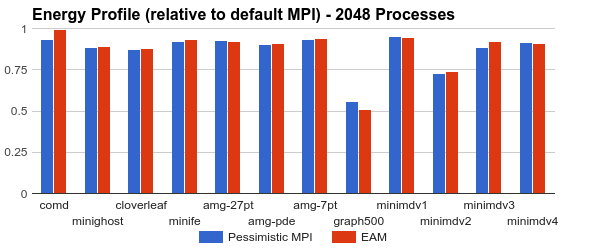 Energy Profile (relative to default MPI) - 2048 Processes
1
0.75
0.5
0.25
0
comd cloverleaf amg-27pt amg-7pt minimdv1 minimdv3
minighost minife amg-pde graph500 minimdv2 minimdv4
Pessimistic MPI EAM